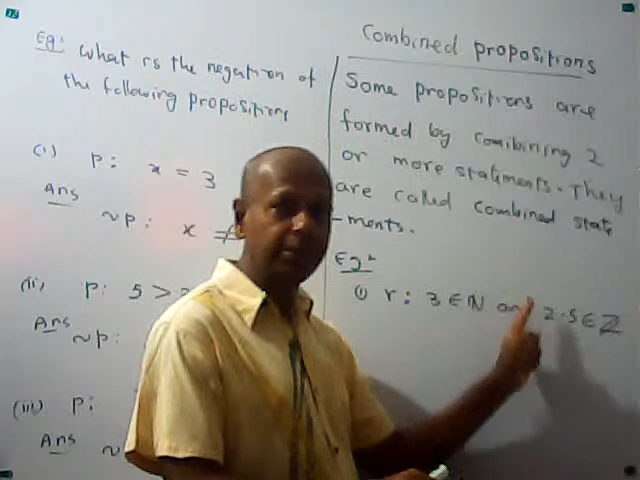 Eg: What is the negation of
the following propositions
(i) p: x = 3
Ans
~p: x ≠
(ii) p: 5 >
Ans
~p:
(iii) p:
Ans
~
Combined propositions
Some propositions are
formed by combining 2
or more statements. They
are called combined state
-ments.
Eg:
① r: 3 ∈ N and 2.5 ∈ Z